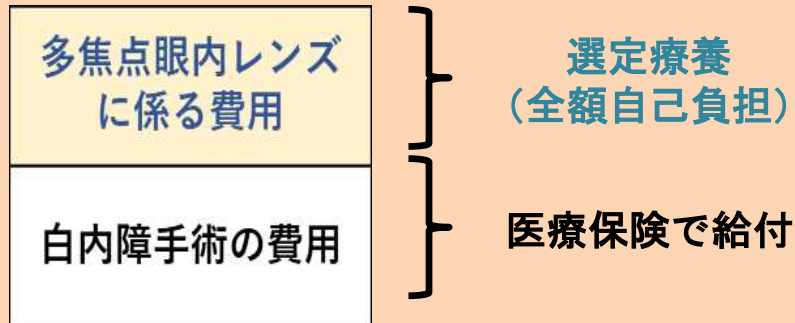 多焦点眼内レンズ
に係る費用
選定療養
(全額自己負担)
白内障手術の費用
医療保険で給付